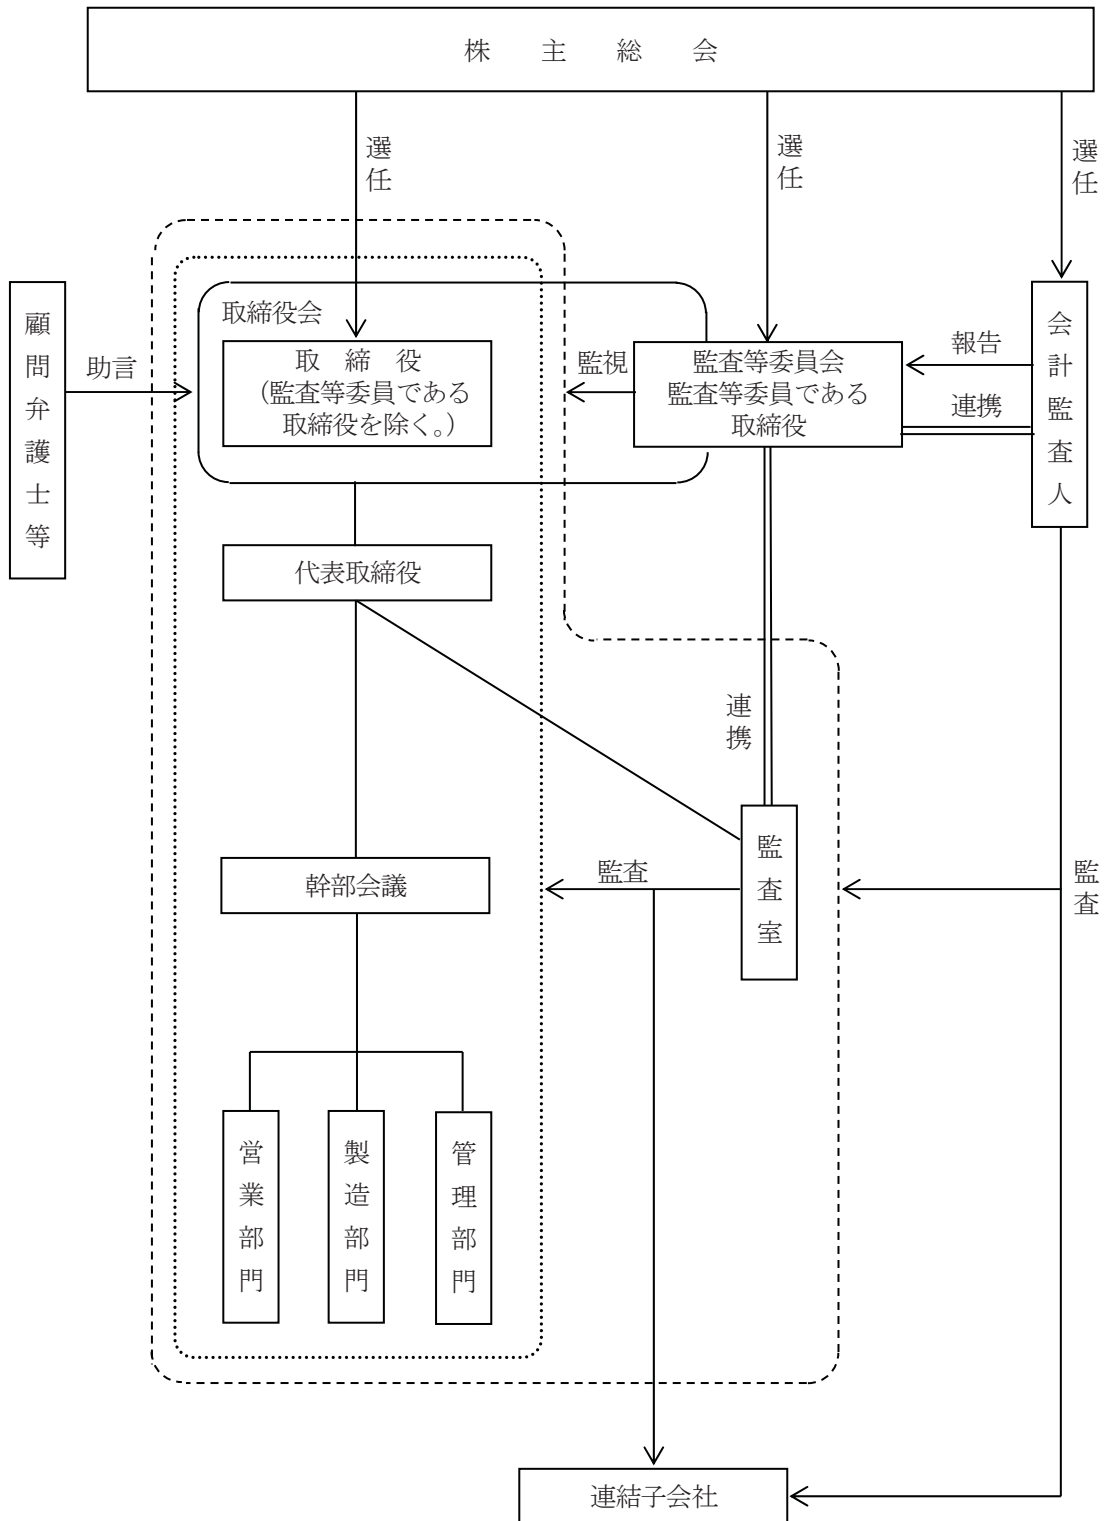 株 主 総 会
選任
選任
選任
取締役会
取 締 役
(監査等委員である
取締役を除く。)
監視
監査等委員会
監査等委員である
取締役
報告
連携
会計監査人
顧問弁護士等
助言
代表取締役
連携
幹部会議
監査
監査室
監査
営業部門
製造部門
管理部門
連結子会社